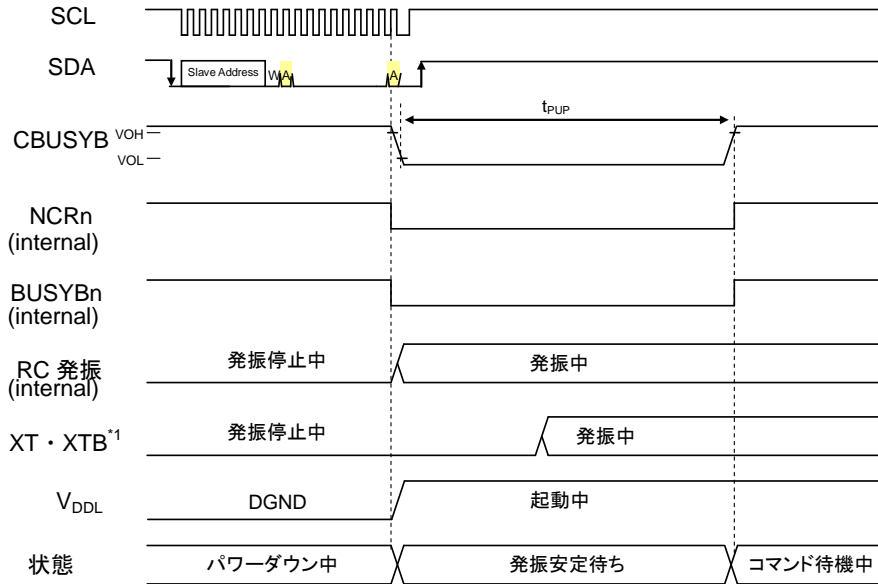 SCL
SDA
Slave Address
W
A
A
t_PUP
CBUSYB
VOH
VOL
NCRn
(internal)
BUSYBn
(internal)
RC 発振
(internal)
発振停止中
発振中
XT・XTB*1
発振停止中
発振中
V_DDL
DGND
起動中
状態
パワーダウン中
発振安定待ち
コマンド待機中